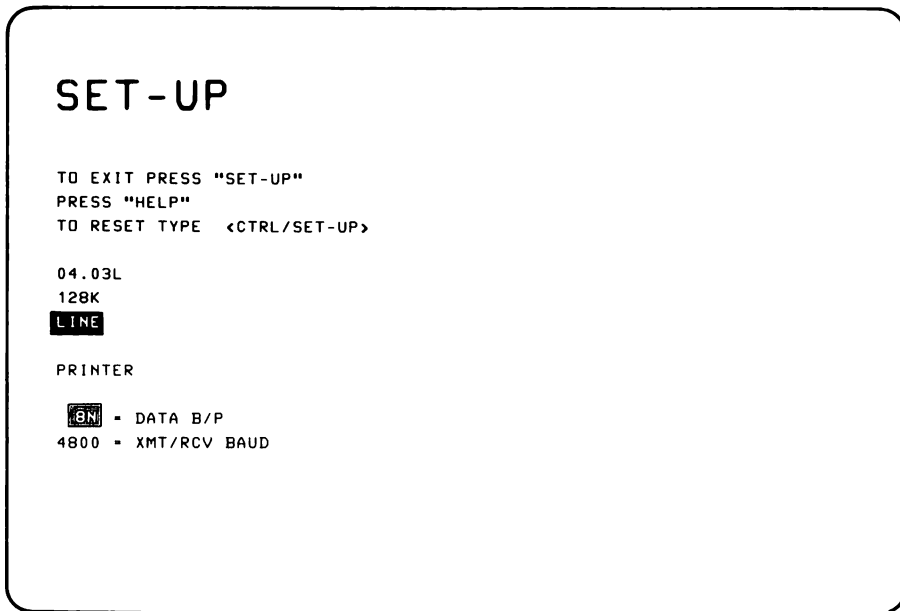 SET-UP
TO EXIT PRESS "SET-UP"
PRESS "HELP"
TO RESET TYPE <CTRL/SET-UP>
04.03L
128K
LINE
PRINTER
8N = DATA B/P
4800 = XMT/RCV BAUD